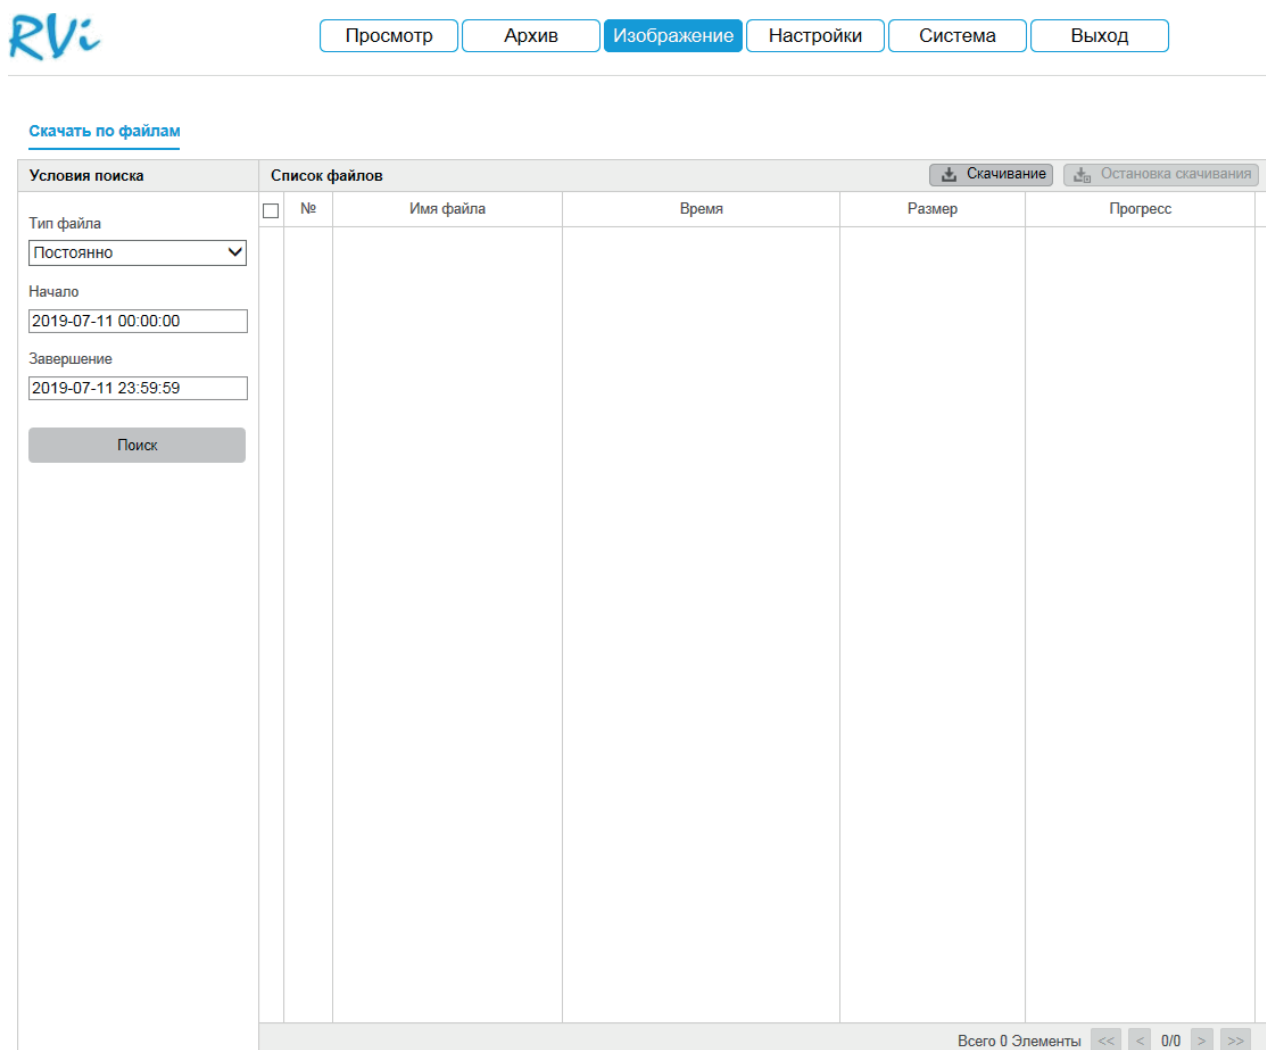 RVi
Просмотр Архив Изображение Настройки Система Выход
Скачать по файлам
Условия поиска
Тип файла
Постоянно
Начало
2019-07-11 00:00:00
Завершение
2019-07-11 23:59:59
Поиск
Список файлов Скачивание Остановка скачивания
№ Имя файла Время Размер Прогресс
Всего 0 Элементы << < 0/0 > >>